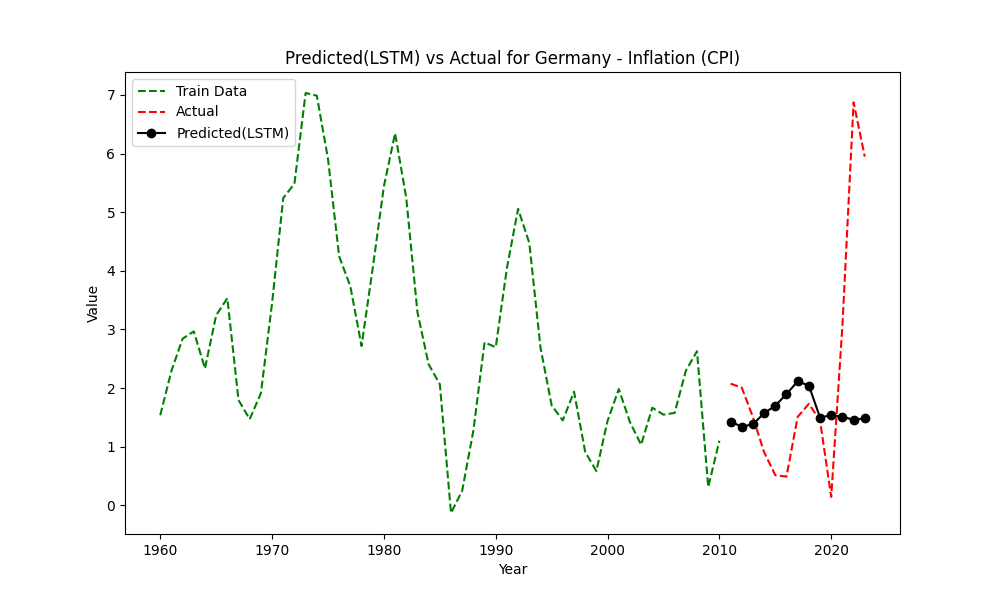 Predicted(LSTM) vs Actual for Germany - Inflation (CPI)
Train Data
Actual
Predicted(LSTM)
7
6
5
4
3
2
1
0
Value
1960 1970 1980 1990 2000 2010 2020
Year